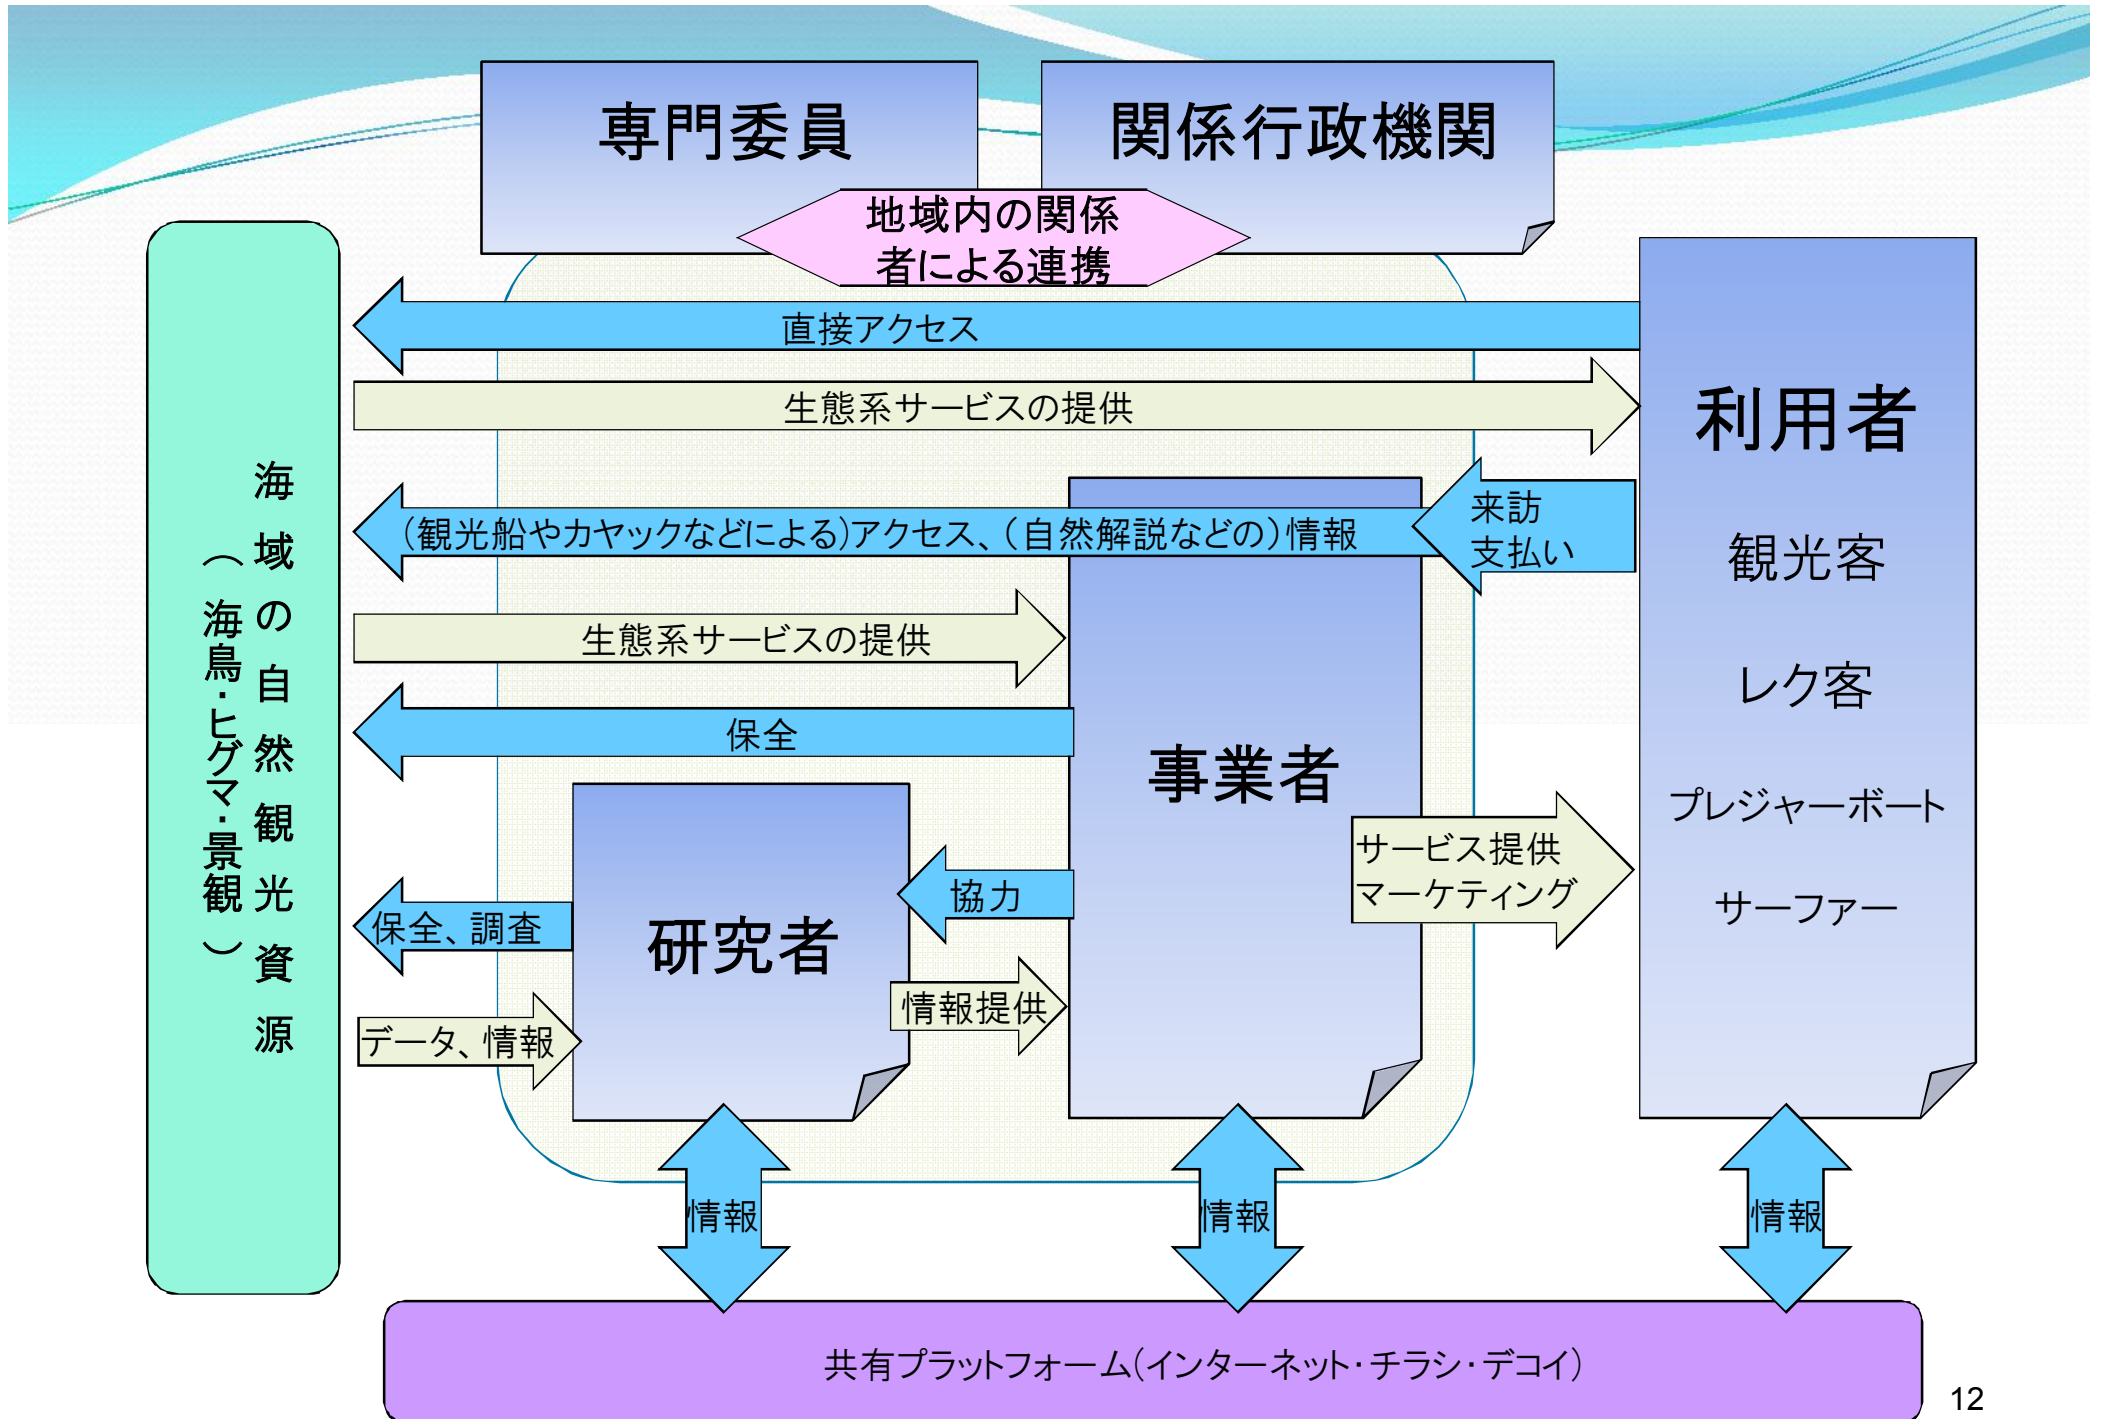 専門委員
関係行政機関
地域内の関係
者による連携
海域の自然観光資源
（海鳥・ヒグマ・景観）
直接アクセス
生態系サービスの提供
(観光船やカヤックなどによる)アクセス、（自然解説などの）情報
来訪
支払い
生態系サービスの提供
保全
利用者
観光客
レク客
プレジャーボート
サーファー
事業者
サービス提供
マーケティング
協力
研究者
保全、調査
情報提供
データ、情報
情報
情報
情報
共有プラットフォーム(インターネット・チラシ・デコイ)
12